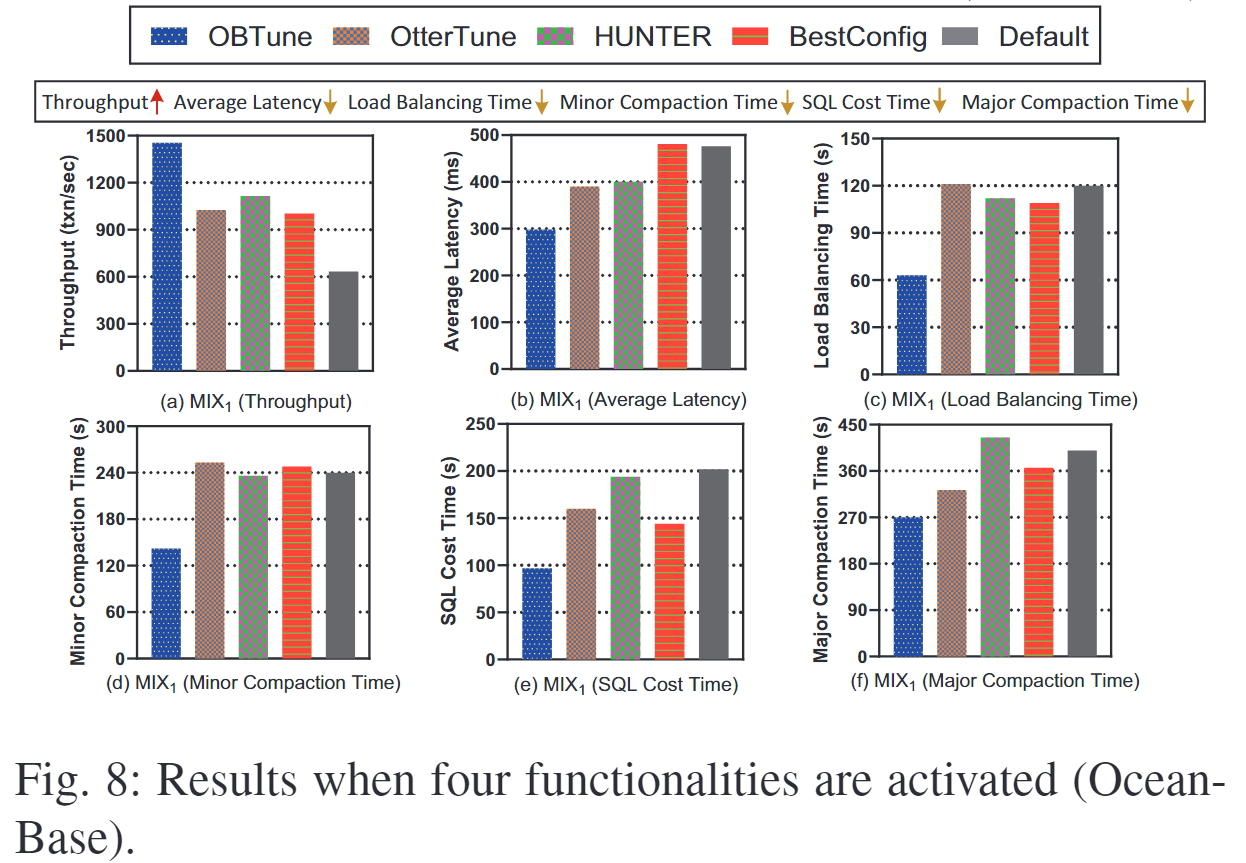 OBTune OtterTune HUNTER BestConfig Default
Throughput Average Latency Load Balancing Time Minor Compaction Time SQL Cost Time Major Compaction Time
Throughput (txn/sec)
1500
1200
900
600
300
0
(a) MIX1 (Throughput)
Average Latency (ms)
500
400
300
200
100
0
(b) MIX1 (Average Latency)
Load Balancing Time (s)
150
120
90
60
30
0
(c) MIX1 (Load Balancing Time)
Minor Compaction Time (s)
300
240
180
120
60
0
(d) MIX1 (Minor Compaction Time)
SQL Cost Time (s)
250
200
150
100
50
0
(e) MIX1 (SQL Cost Time)
Major Compaction Time (s)
450
360
270
180
90
0
(f) MIX1 (Major Compaction Time)
Fig. 8: Results when four functionalities are activated (Ocean-
Base).